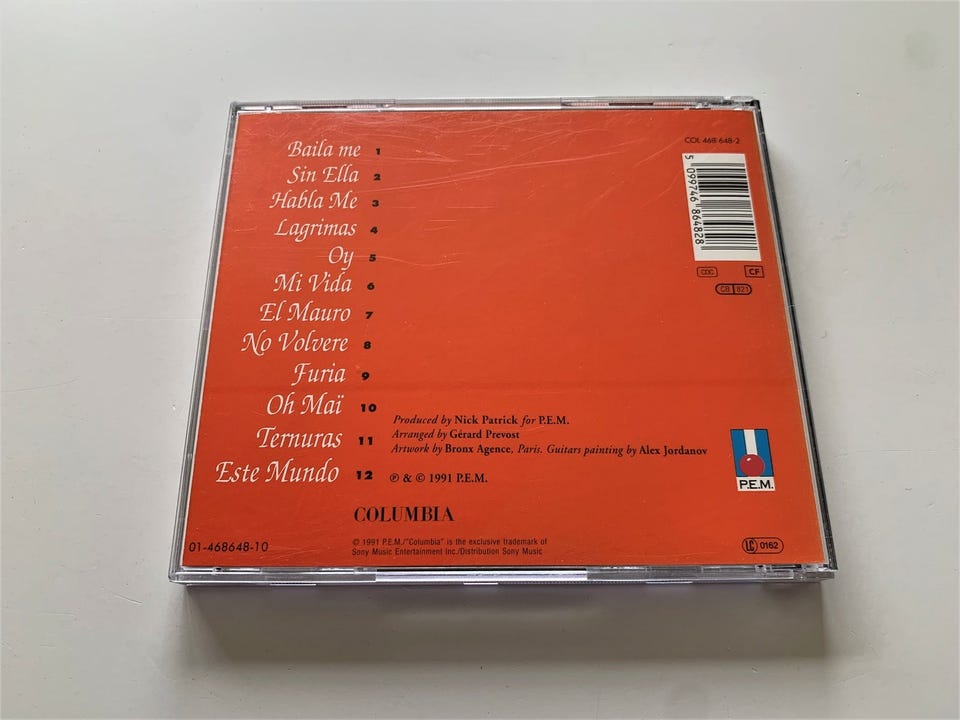 Baila me 1
Sin Ella 2
Habla Me 3
Lagrimas 4
Oy 5
Mi Vida 6
El Mauro 7
No Volvere 8
Furia 9
Oh Maï 10
Ternuras 11
Este Mundo 12
COL 468 648-2
5 099746 864828
CDC
CF
CB 821
Produced by Nick Patrick for P.E.M.
Arranged by Gérard Prevost
Artwork by Bronx Agence, Paris. Guitars painting by Alex Jordanov
℗ & © 1991 P.E.M.
P.E.M.
COLUMBIA
01-468648-10
© 1991 P.E.M./"Columbia" is the exclusive trademark of
Sony Music Entertainment Inc./Distribution Sony Music
LC 0162